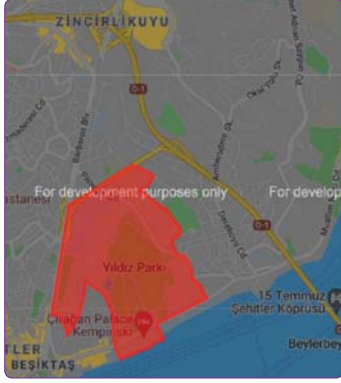 ZİNCİRLİKUYU
D-1
Barbaros Blv
For development purposes only
For develop
astanesi
D-1
Yıldız Parkı
15 Temmuz
Şehitler Köprüsü
Çırağan Palace
Kempinski
Beylerbey
TLER
BEŞİKTAŞ